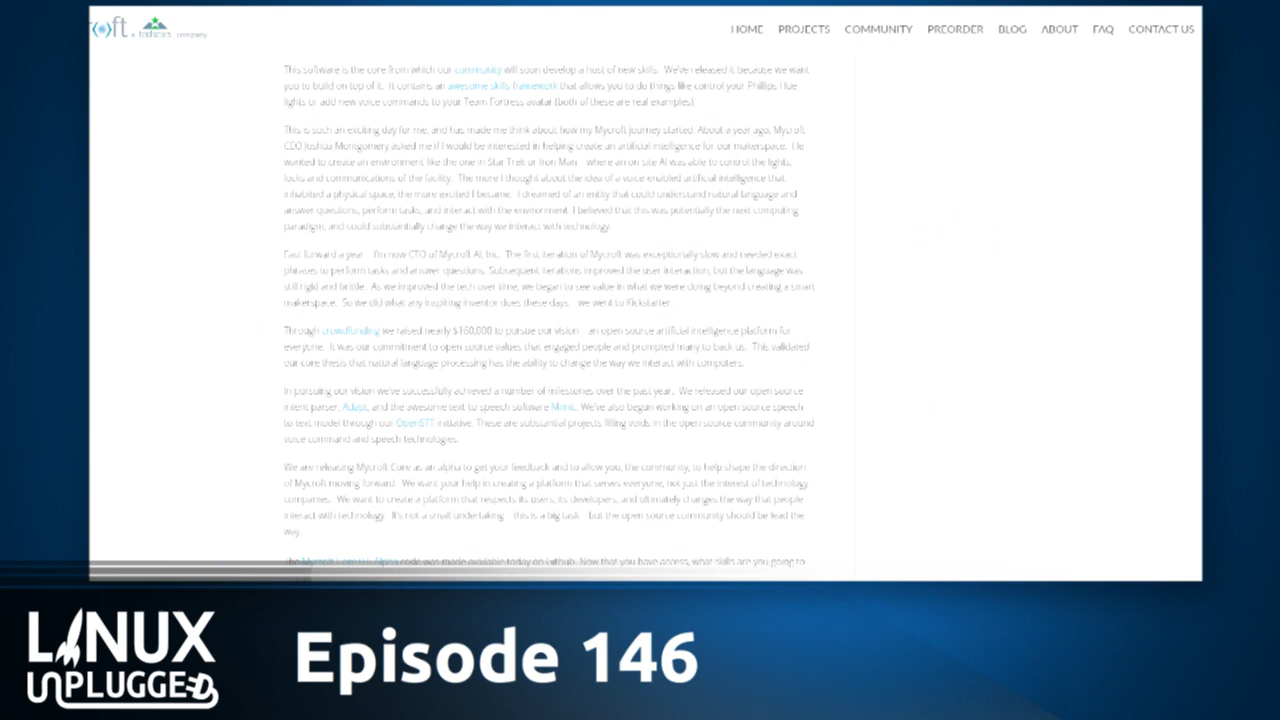 oft a techstars company
HOME PROJECTS COMMUNITY PREORDER BLOG ABOUT FAQ CONTACT US
This software is the core from which our community will soon develop a host of new skills. We've released it because we want
you to build on top of it. It contains an awesome skills framework that allows you to do things like control your Phillips Hue
lights or add new voice commands to your Team Fortress avatar (both of these are real examples).
This is such an exciting day for me, and has made me think about how my Mycroft journey started. About a year ago, Mycroft
CEO Joshua Montgomery asked me if I would be interested in helping create an artificial intelligence for our makerspace. He
wanted to create an environment like the one in Star Trek or Iron Man – where an on site AI was able to control the lights,
locks and communications of the facility. The more I thought about the idea of a voice enabled artificial intelligence that
inhabited a physical space, the more excited I became. I dreamed of an entity that could understand natural language and
answer questions, perform tasks, and interact with the environment. I believed that this was potentially the next computing
paradigm, and could substantially change the way we interact with technology.
Fast forward a year – I'm now CTO of Mycroft AI, Inc. The first iteration of Mycroft was exceptionally slow and needed exact
phrases to perform tasks and answer questions. Subsequent iterations improved the user interaction, but the language was
still rigid and brittle. As we improved the tech over time, we began to see value in what we were doing beyond creating a smart
makerspace. So we did what any inspiring inventor does these days – we went to Kickstarter.
Through crowdfunding we raised nearly $160,000 to pursue our vision – an open source artificial intelligence platform for
everyone. It was our commitment to open source values that engaged people and prompted many to back us. This validated
our core thesis that natural language processing has the ability to change the way we interact with computers.
In pursuing our vision we've successfully achieved a number of milestones over the past year. We released our open source
intent parser, Adapt, and the awesome text to speech software Mimic. We've also begun working on an open source speech
to text model through our OpenSTT initiative. These are substantial projects filling voids in the open source community around
voice command and speech technologies.
We are releasing Mycroft Core as an alpha to get your feedback and to allow you, the community, to help shape the direction
of Mycroft moving forward. We want your help in creating a platform that serves everyone, not just the interest of technology
companies. We want to create a platform that respects its users, its developers, and ultimately changes the way that people
interact with technology. It's not a small undertaking – this is a big task – but the open source community should be lead the
way.
The Mycroft Core Alpha code was made available today on Github. Now that you have access, what skills are you going to
LINUX
UNPLUGGED
Episode 146